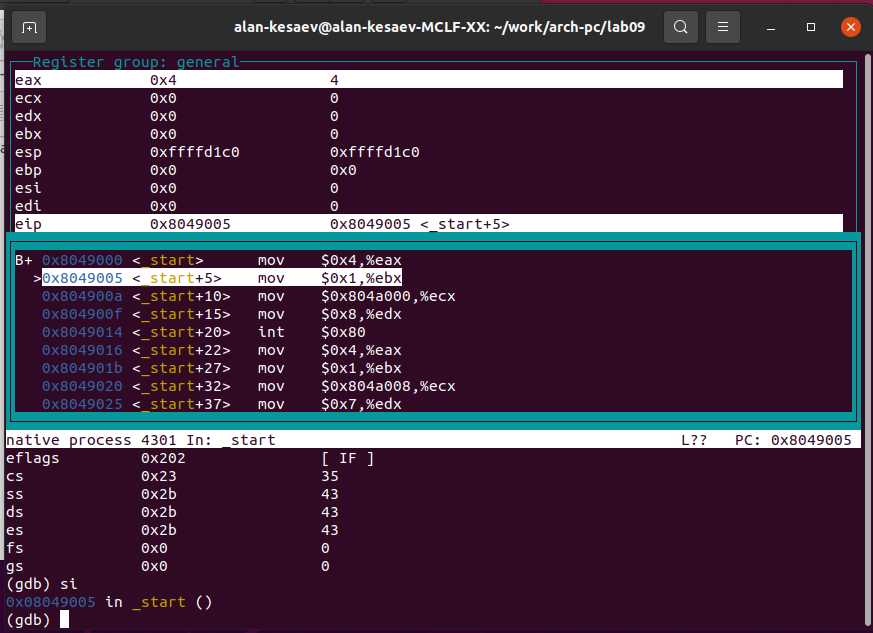 alan-kesaev@alan-kesaev-MCLF-XX: ~/work/arch-pc/lab09
Register group: general
eax 0x4 4
ecx 0x0 0
edx 0x0 0
ebx 0x0 0
esp 0xffffd1c0 0xffffd1c0
ebp 0x0 0x0
esi 0x0 0
edi 0x0 0
eip 0x8049005 0x8049005 <_start+5>
B+ 0x8049000 <_start> mov $0x4,%eax
>0x8049005 <_start+5> mov $0x1,%ebx
0x804900a <_start+10> mov $0x804a000,%ecx
0x804900f <_start+15> mov $0x8,%edx
0x8049014 <_start+20> int $0x80
0x8049016 <_start+22> mov $0x4,%eax
0x804901b <_start+27> mov $0x1,%ebx
0x8049020 <_start+32> mov $0x804a008,%ecx
0x8049025 <_start+37> mov $0x7,%edx
native process 4301 In: _start L?? PC: 0x8049005
eflags 0x202 [ IF ]
cs 0x23 35
ss 0x2b 43
ds 0x2b 43
es 0x2b 43
fs 0x0 0
gs 0x0 0
(gdb) si
0x08049005 in _start ()
(gdb)